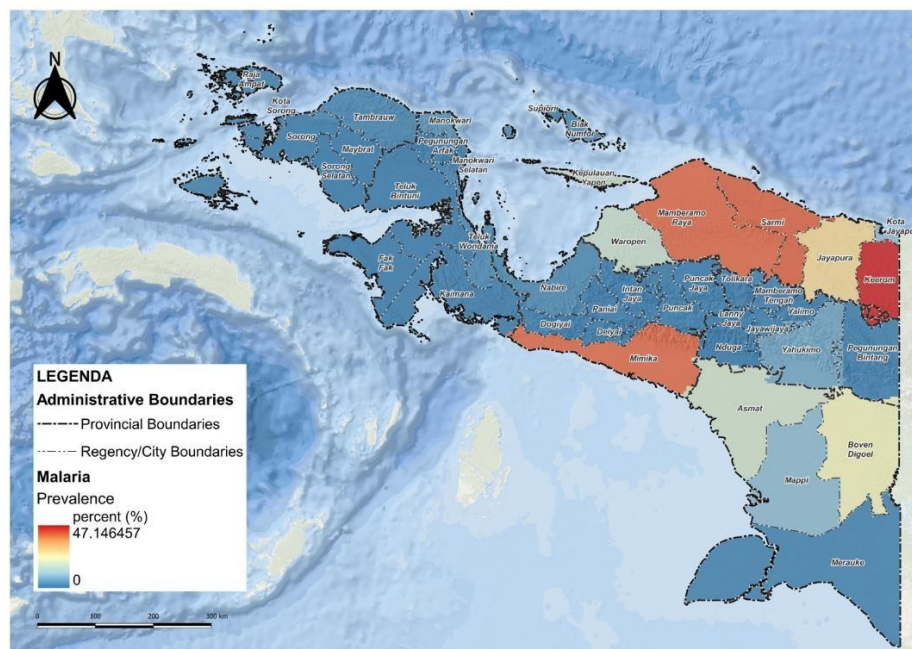 N
Raja
Ampat
Kota
Sorong
Sorong
Tambrauw
Maybrat
Sorong
Selatan
Manokwari
Pegunungan
Arfak
Manokwari
Selatan
Teluk
Bintuni
Teluk
Wondama
Fak
Fak
Kaimana
Supiori
Biak
Numfor
Kepulauan
Yapen
Waropen
Mamberamo
Raya
Sarmi
Jayapura
Kota
Jayapura
Keerom
Nabire
Intan
Jaya
Puncak
Jaya
Tolikara
Mamberamo
Tengah
Yalimo
Paniai
Puncak
Lanny
Jaya
Jayawijaya
Dogiyai
Deiyai
Nduga
Yahukimo
Pegunungan
Bintang
Mimika
Asmat
Mappi
Boven
Digoel
Merauke
LEGENDA
Administrative Boundaries
Provincial Boundaries
Regency/City Boundaries
Malaria
Prevalence
percent (%)
47.146457
0
0 100 200 300 km